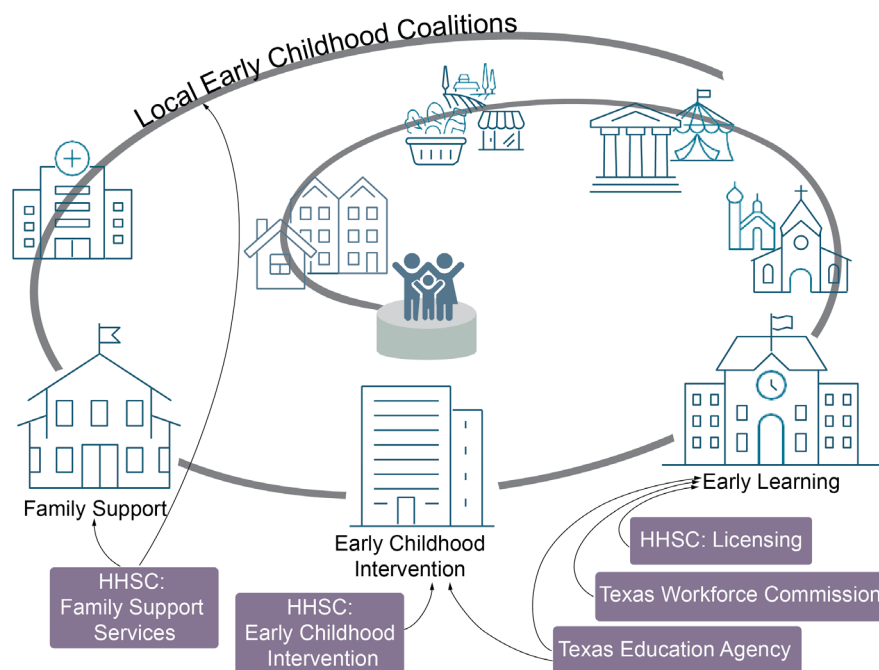 Local Early Childhood Coalitions
Family Support
Early Childhood
Intervention
Early Learning
HHSC: Licensing
HHSC:
Family Support
Services
Texas Workforce Commission
HHSC:
Early Childhood
Intervention
Texas Education Agency